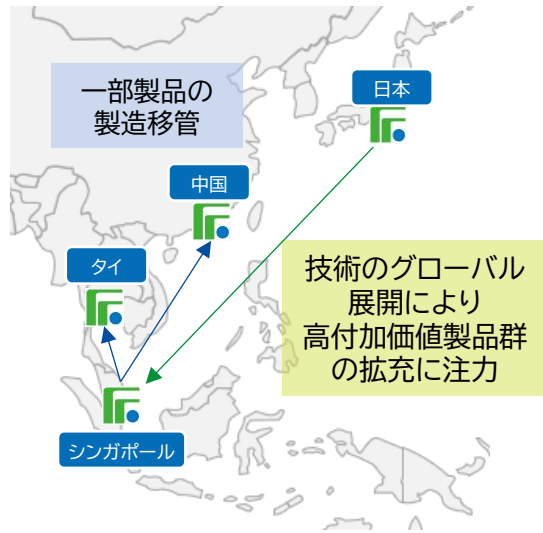 一部製品の
製造移管
日本
中国
タイ
技術のグローバル
展開により
高付加価値製品群
の拡充に注力
シンガポール